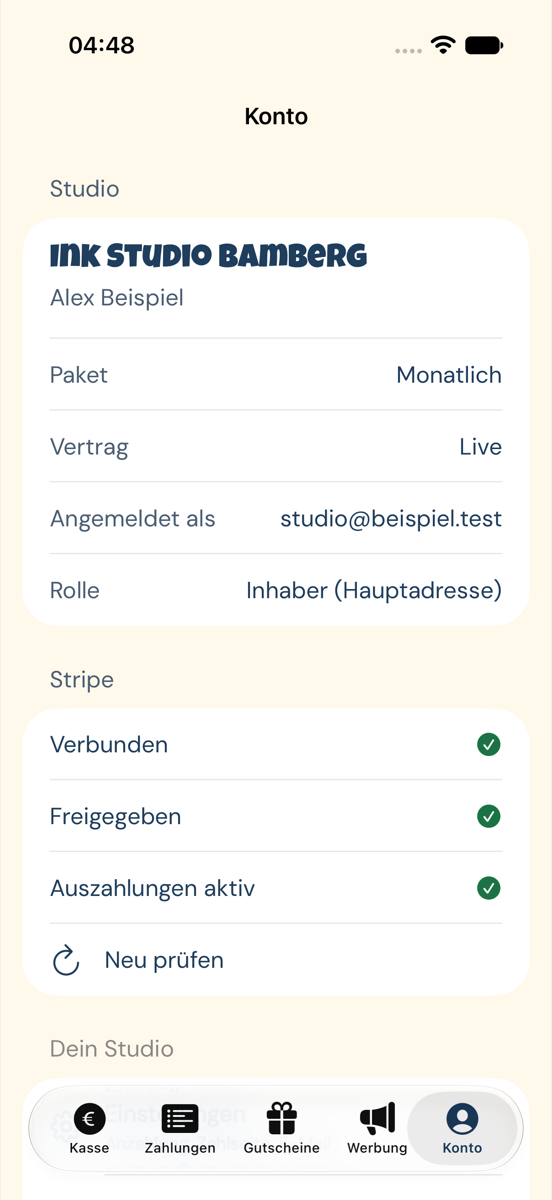 04:48
Konto
Studio
Ink Studio Bamberg
Alex Beispiel
Paket Monatlich
Vertrag Live
Angemeldet als studio@beispiel.test
Rolle Inhaber (Hauptadresse)
Stripe
Verbunden
Freigegeben
Auszahlungen aktiv
Neu prüfen
Dein Studio
Einstellungen
Kasse Zahlungen Gutscheine Werbung Konto